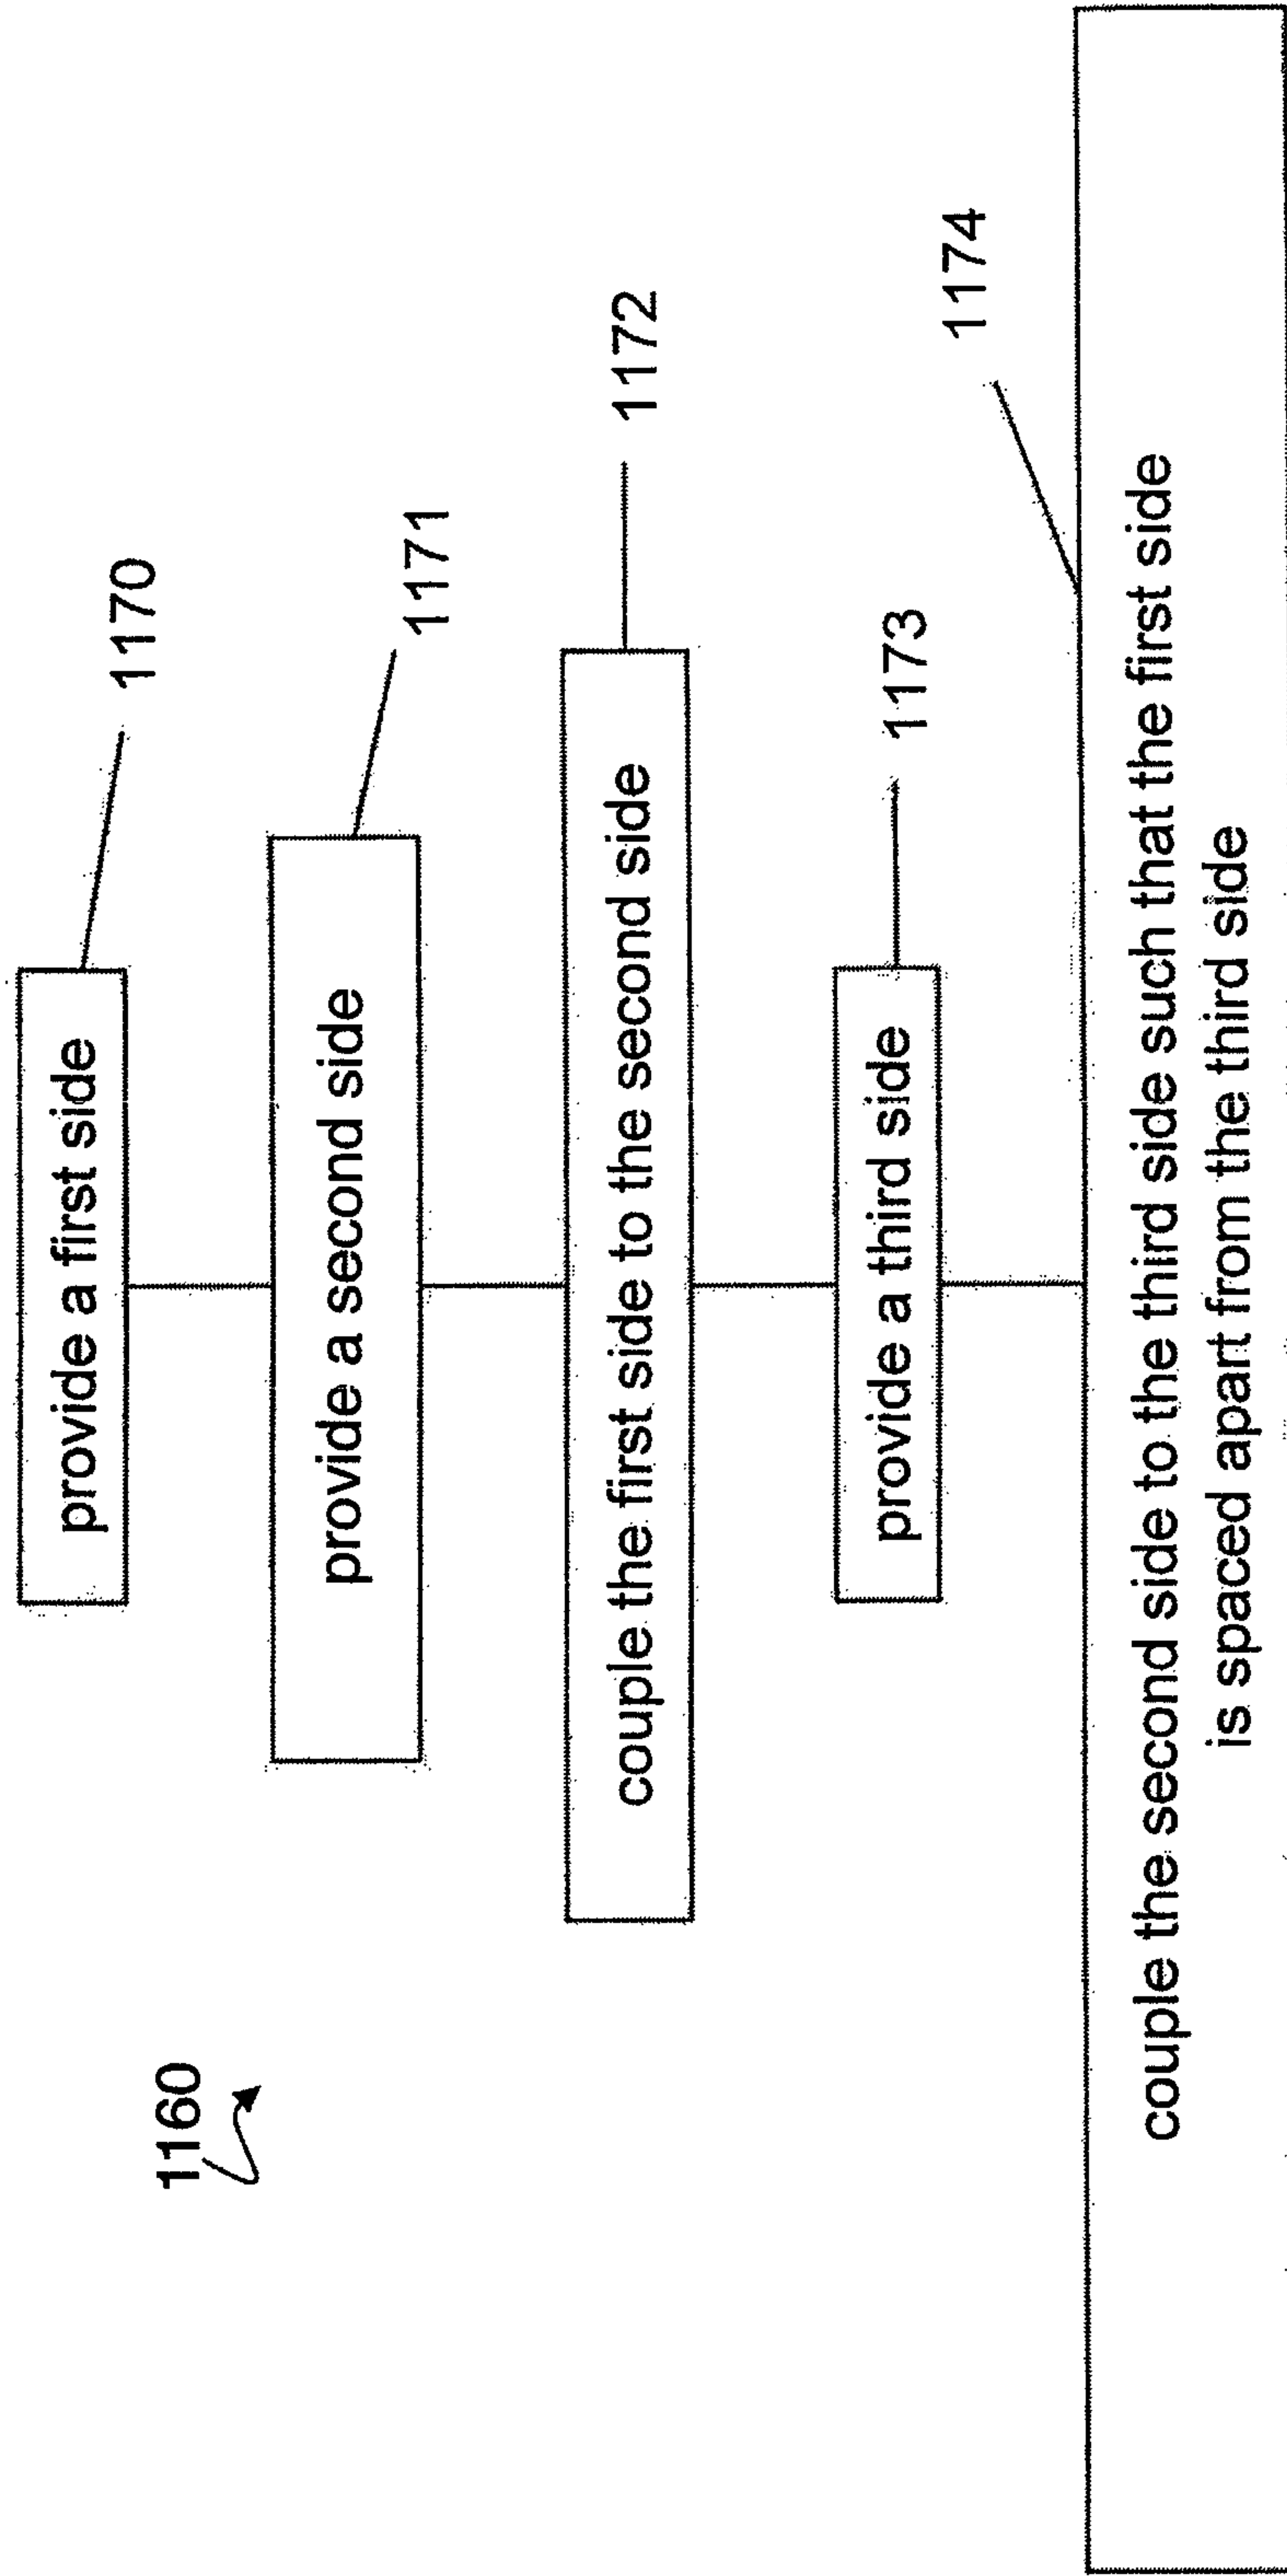 1160
provide a first side
1170
provide a second side
1171
couple the first side to the second side
1172
provide a third side
1173
couple the second side to the third side such that the first side
is spaced apart from the third side
1174